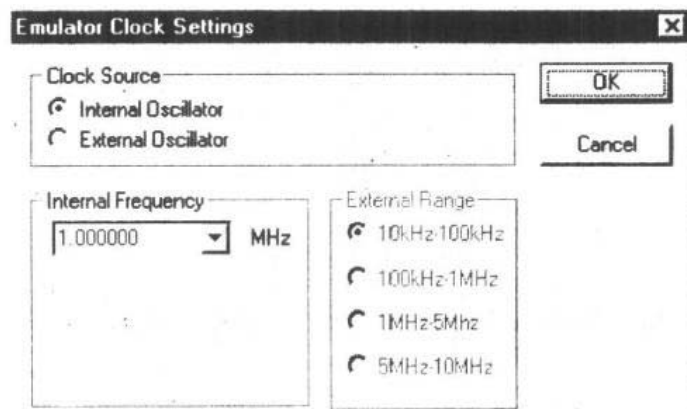 Emulator Clock Settings
Clock Source
Internal Oscillator
External Oscillator
OK
Cancel
Internal Frequency
1.000000 MHz
External Range
10kHz-100kHz
100kHz-1MHz
1MHz-5Mhz
5MHz-10MHz